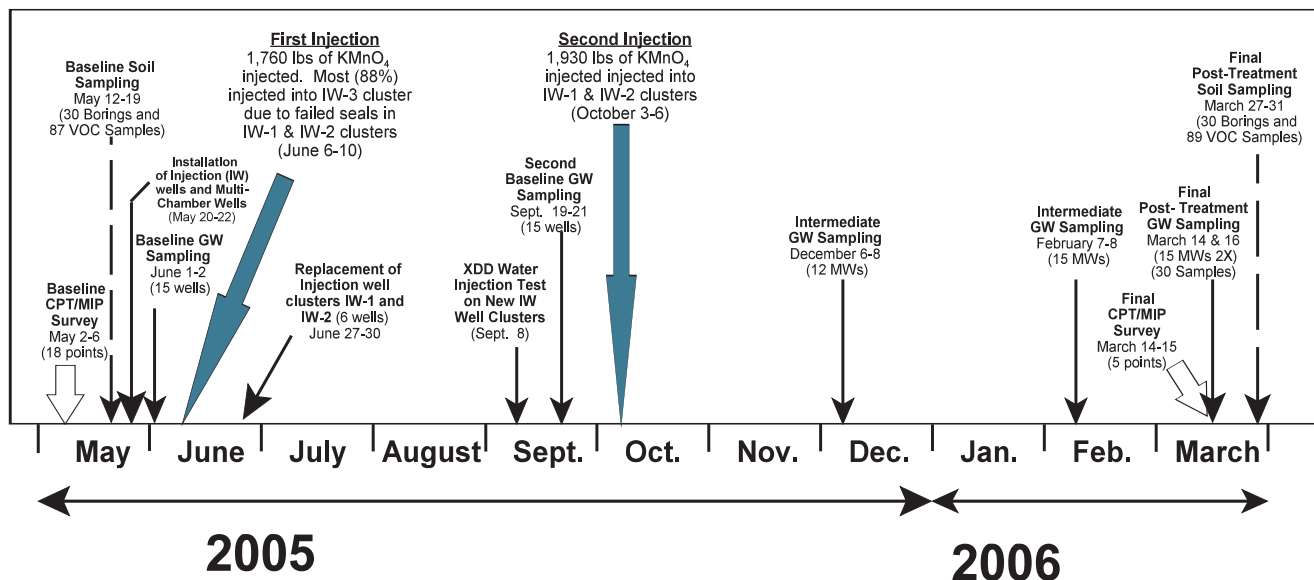 Baseline Soil
Sampling
May 12-19
(30 Borings and
87 VOC Samples)
Installation
of Injection (IW)
wells and Multi-
Chamber Wells
(May 20-22)
Baseline GW
Sampling
June 1-2
(15 wells)
Baseline
CPT/MIP
Survey
May 2-6
(18 points)
First Injection
1,760 lbs of KMnO₄
injected. Most (88%)
injected into IW-3 cluster
due to failed seals in
IW-1 & IW-2 clusters
(June 6-10)
Replacement of
Injection well
clusters IW-1 and
IW-2 (6 wells)
June 27-30
Second Injection
1,930 lbs of KMnO₄
injected injected into
IW-1 & IW-2 clusters
(October 3-6)
Second
Baseline GW
Sampling
Sept. 19-21
(15 wells)
XDD Water
Injection Test
on New IW
Well Clusters
(Sept. 8)
Intermediate
GW Sampling
December 6-8
(12 MWs)
Intermediate
GW Sampling
February 7-8
(15 MWs)
Final
Post-Treatment
Soil Sampling
March 27-31
(30 Borings and
89 VOC Samples)
Final
Post- Treatment
GW Sampling
March 14 & 16
(15 MWs 2X)
(30 Samples)
Final
CPT/MIP
Survey
March 14-15
(5 points)
May June July August Sept. Oct. Nov. Dec. Jan. Feb. March
2005 2006